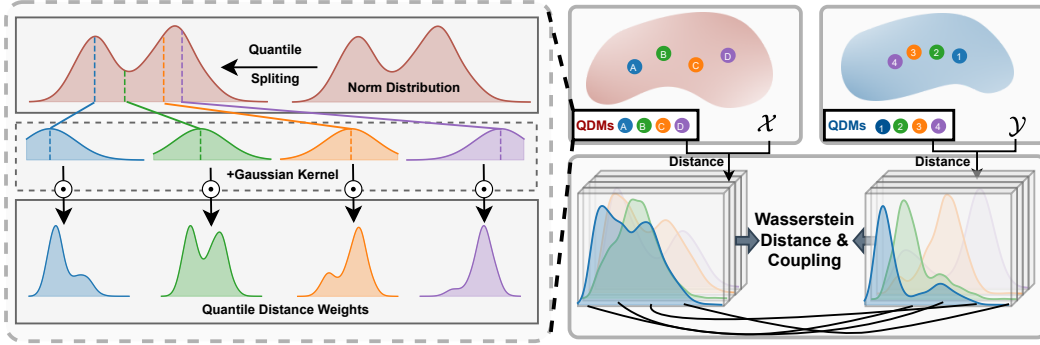 Quantile
Spliting
Norm Distribution
+Gaussian Kernel
Quantile Distance Weights
A
B
C
D
QDMs A B C D
𝒳
4
3
2
1
QDMs 1 2 3 4
𝒴
Distance
Distance
Wasserstein
Distance &
Coupling